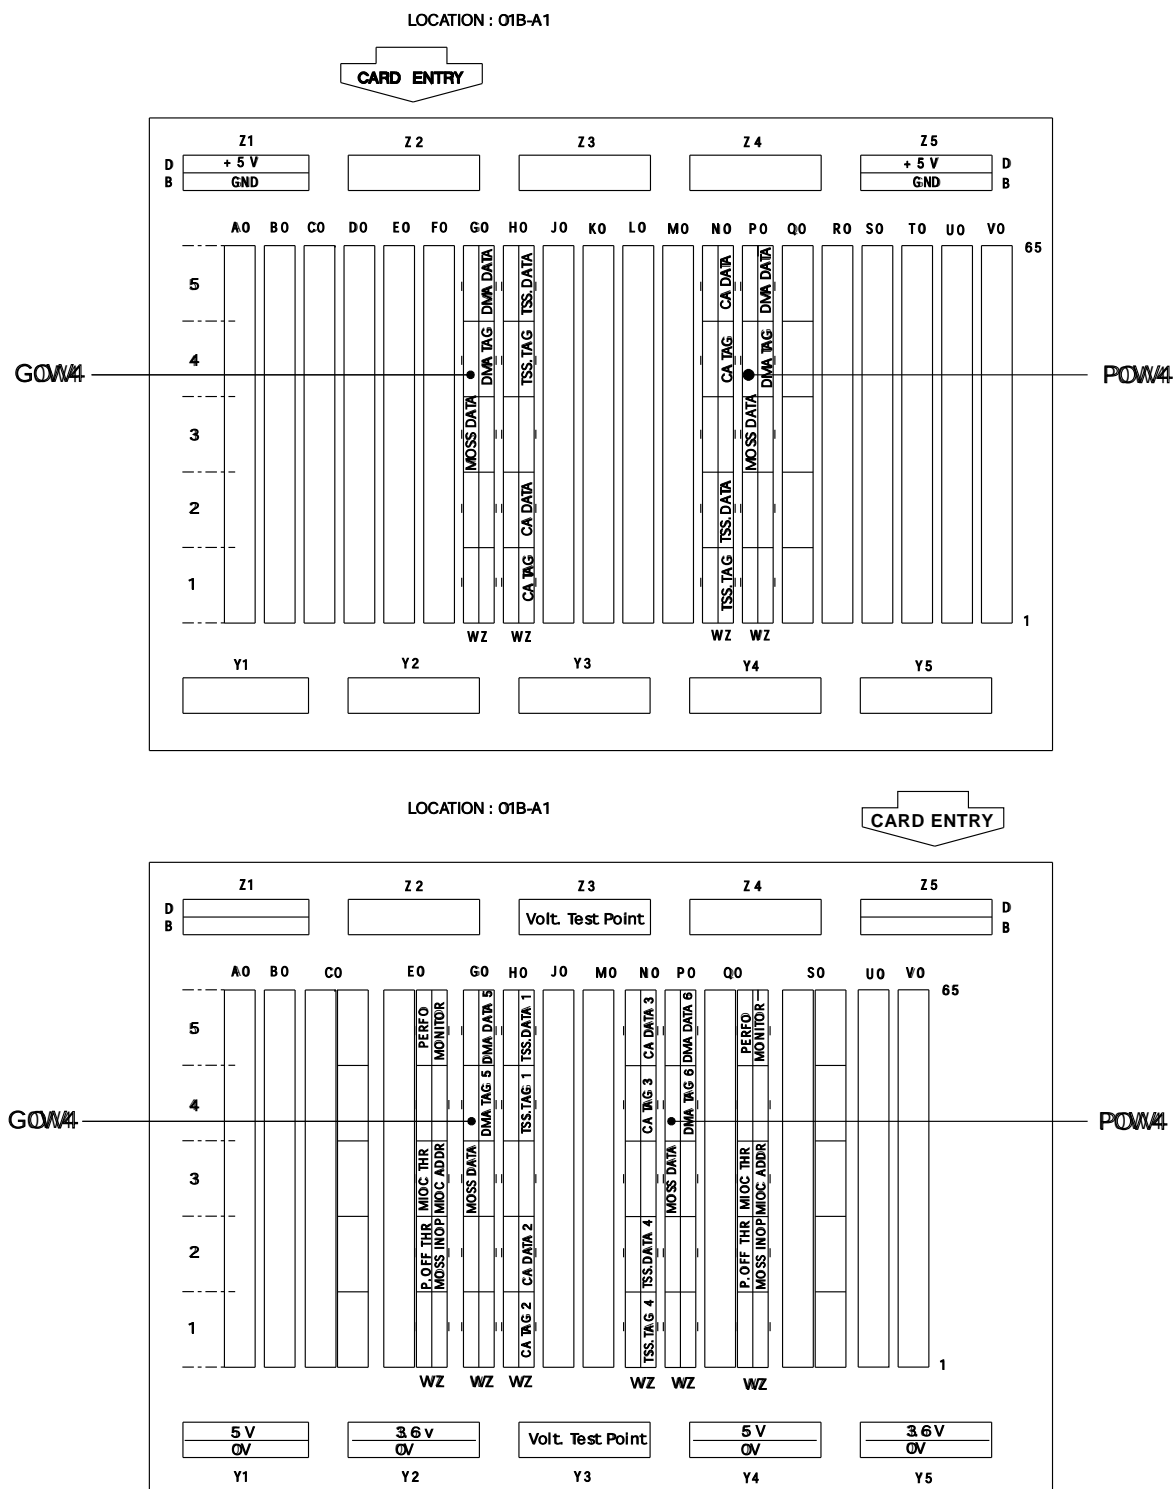 LOCATION : 01B-A1
CARD ENTRY
Z1 Z2 Z3 Z4 Z5
D + 5 V + 5 V D
B GND GND B
A0 B0 C0 D0 E0 F0 G0 H0 J0 K0 L0 M0 N0 P0 Q0 R0 S0 T0 U0 V0
65
5 DMA DATA TSS.DATA CA DATA DMA DATA
4 DMA TAG TSS.TAG CA TAG DMA TAG
G0W4 P0W4
3 MOSS DATA MOSS DATA
2 CA DATA TSS.DATA
1 CA TAG TSS.TAG
1
WZ WZ WZ WZ
Y1 Y2 Y3 Y4 Y5
LOCATION : 01B-A1
CARD ENTRY
Z1 Z2 Z3 Z4 Z5
D D
B Volt. Test Point B
A0 B0 C0 E0 G0 H0 J0 M0 N0 P0 Q0 S0 U0 V0
65
5 PERFO MONITOR DMA DATA 5 TSS.DATA 1 CA DATA 3 DMA DATA 6 PERFO MONITOR
4 DMA TAG 5 TSS.TAG 1 CA TAG 3 DMA TAG 6
G0W4 P0W4
3 MIOC THR MIOC ADDR MOSS DATA MOSS DATA MIOC THR MIOC ADDR
2 P.OFF THR MOSS INOP CA DATA 2 TSS.DATA 4 P.OFF THR MOSS INOP
1 CA TAG 2 TSS.TAG 4
1
WZ WZ WZ WZ WZ WZ
5 V 3.6 v Volt. Test Point 5 V 3.6 V
0V 0V 0V 0V
Y1 Y2 Y3 Y4 Y5